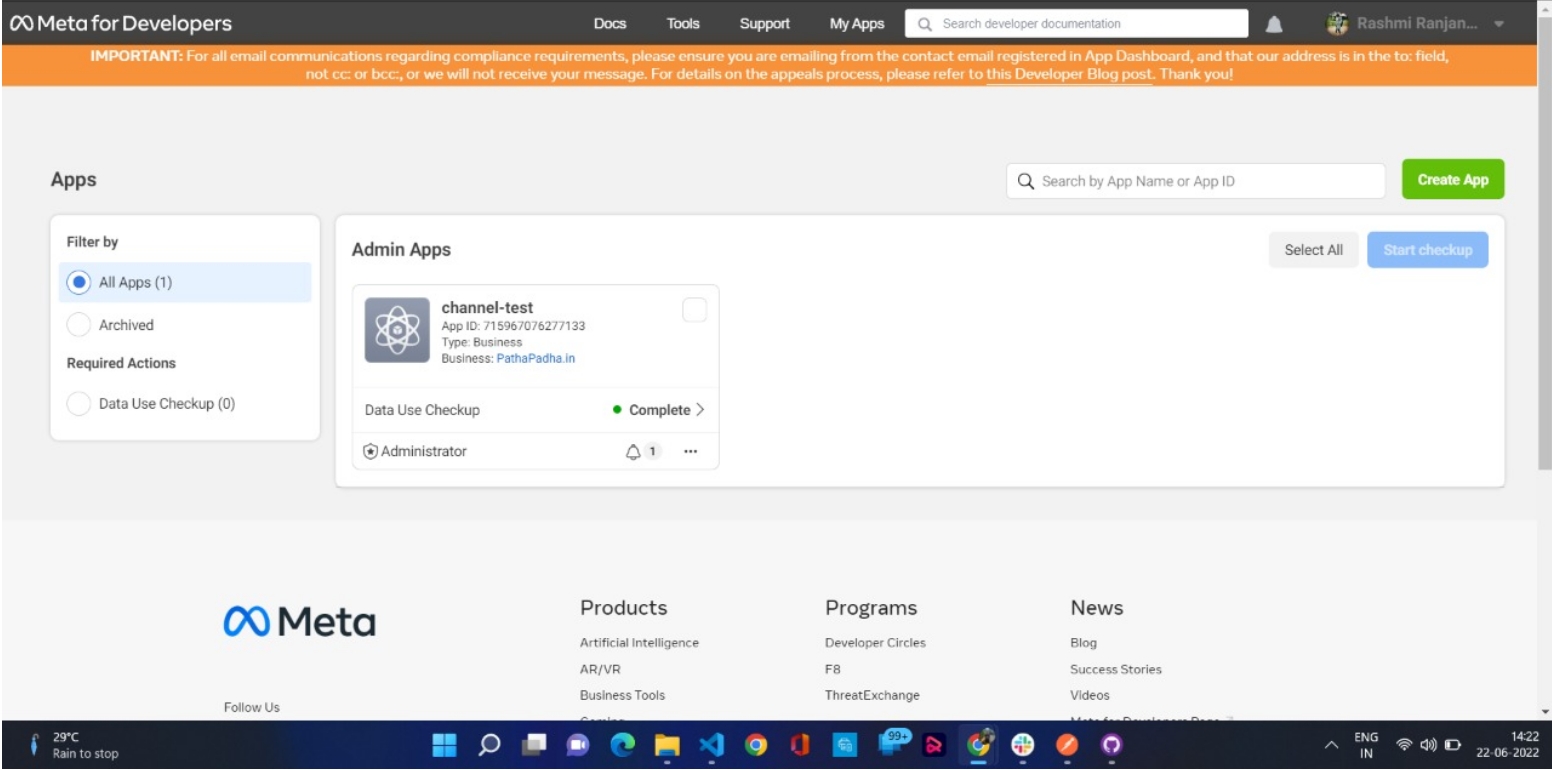 Meta for Developers
Docs Tools Support My Apps Search developer documentation Rashmi Ranjan...
IMPORTANT: For all email communications regarding compliance requirements, please ensure you are emailing from the contact email registered in App Dashboard, and that our address is in the to: field,
not cc: or bcc:, or we will not receive your message. For details on the appeals process, please refer to this Developer Blog post. Thank you!
Apps
Search by App Name or App ID
Create App
Filter by
All Apps (1)
Archived
Required Actions
Data Use Checkup (0)
Admin Apps
Select All
Start checkup
channel-test
App ID: 715967076277133
Type: Business
Business: PathaPadha.in
Data Use Checkup
Complete
Administrator
1
Meta
Follow Us
Products
Artificial Intelligence
AR/VR
Business Tools
Programs
Developer Circles
F8
ThreatExchange
News
Blog
Success Stories
Videos
29°C
Rain to stop
99+
ENG
IN
14:22
22-06-2022